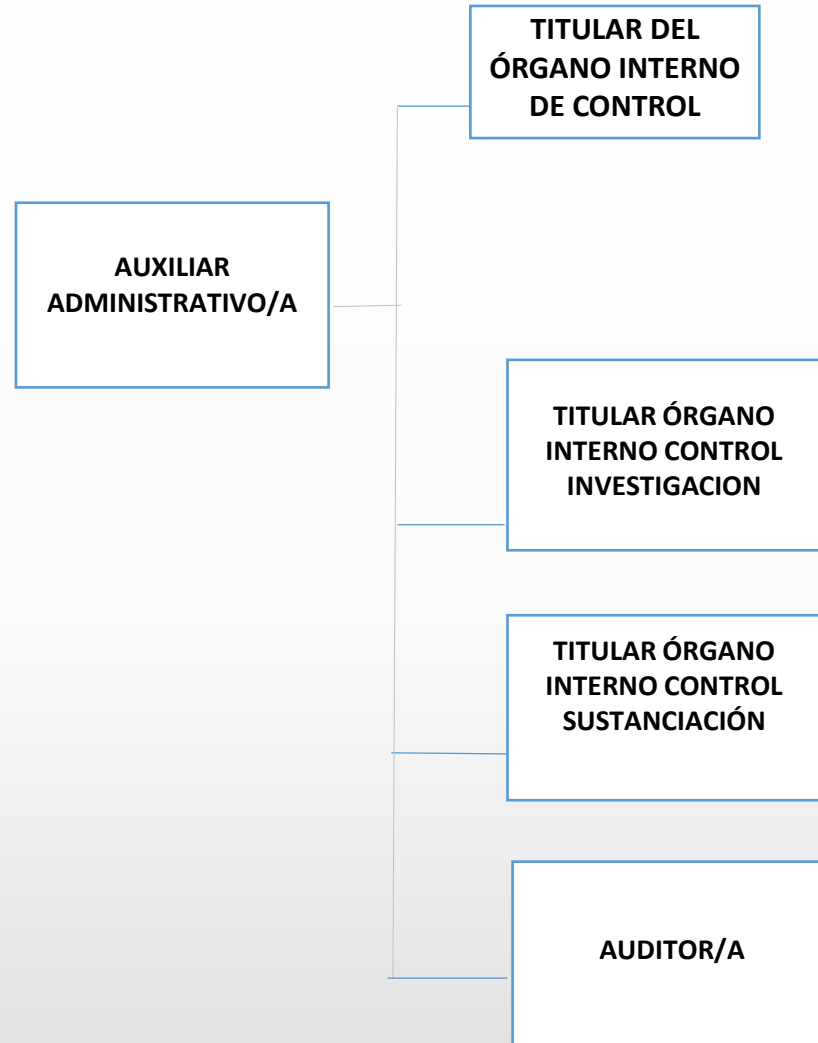 TITULAR DEL
ÓRGANO INTERNO
DE CONTROL
AUXILIAR
ADMINISTRATIVO/A
TITULAR ÓRGANO
INTERNO CONTROL
INVESTIGACION
TITULAR ÓRGANO
INTERNO CONTROL
SUSTANCIACIÓN
AUDITOR/A